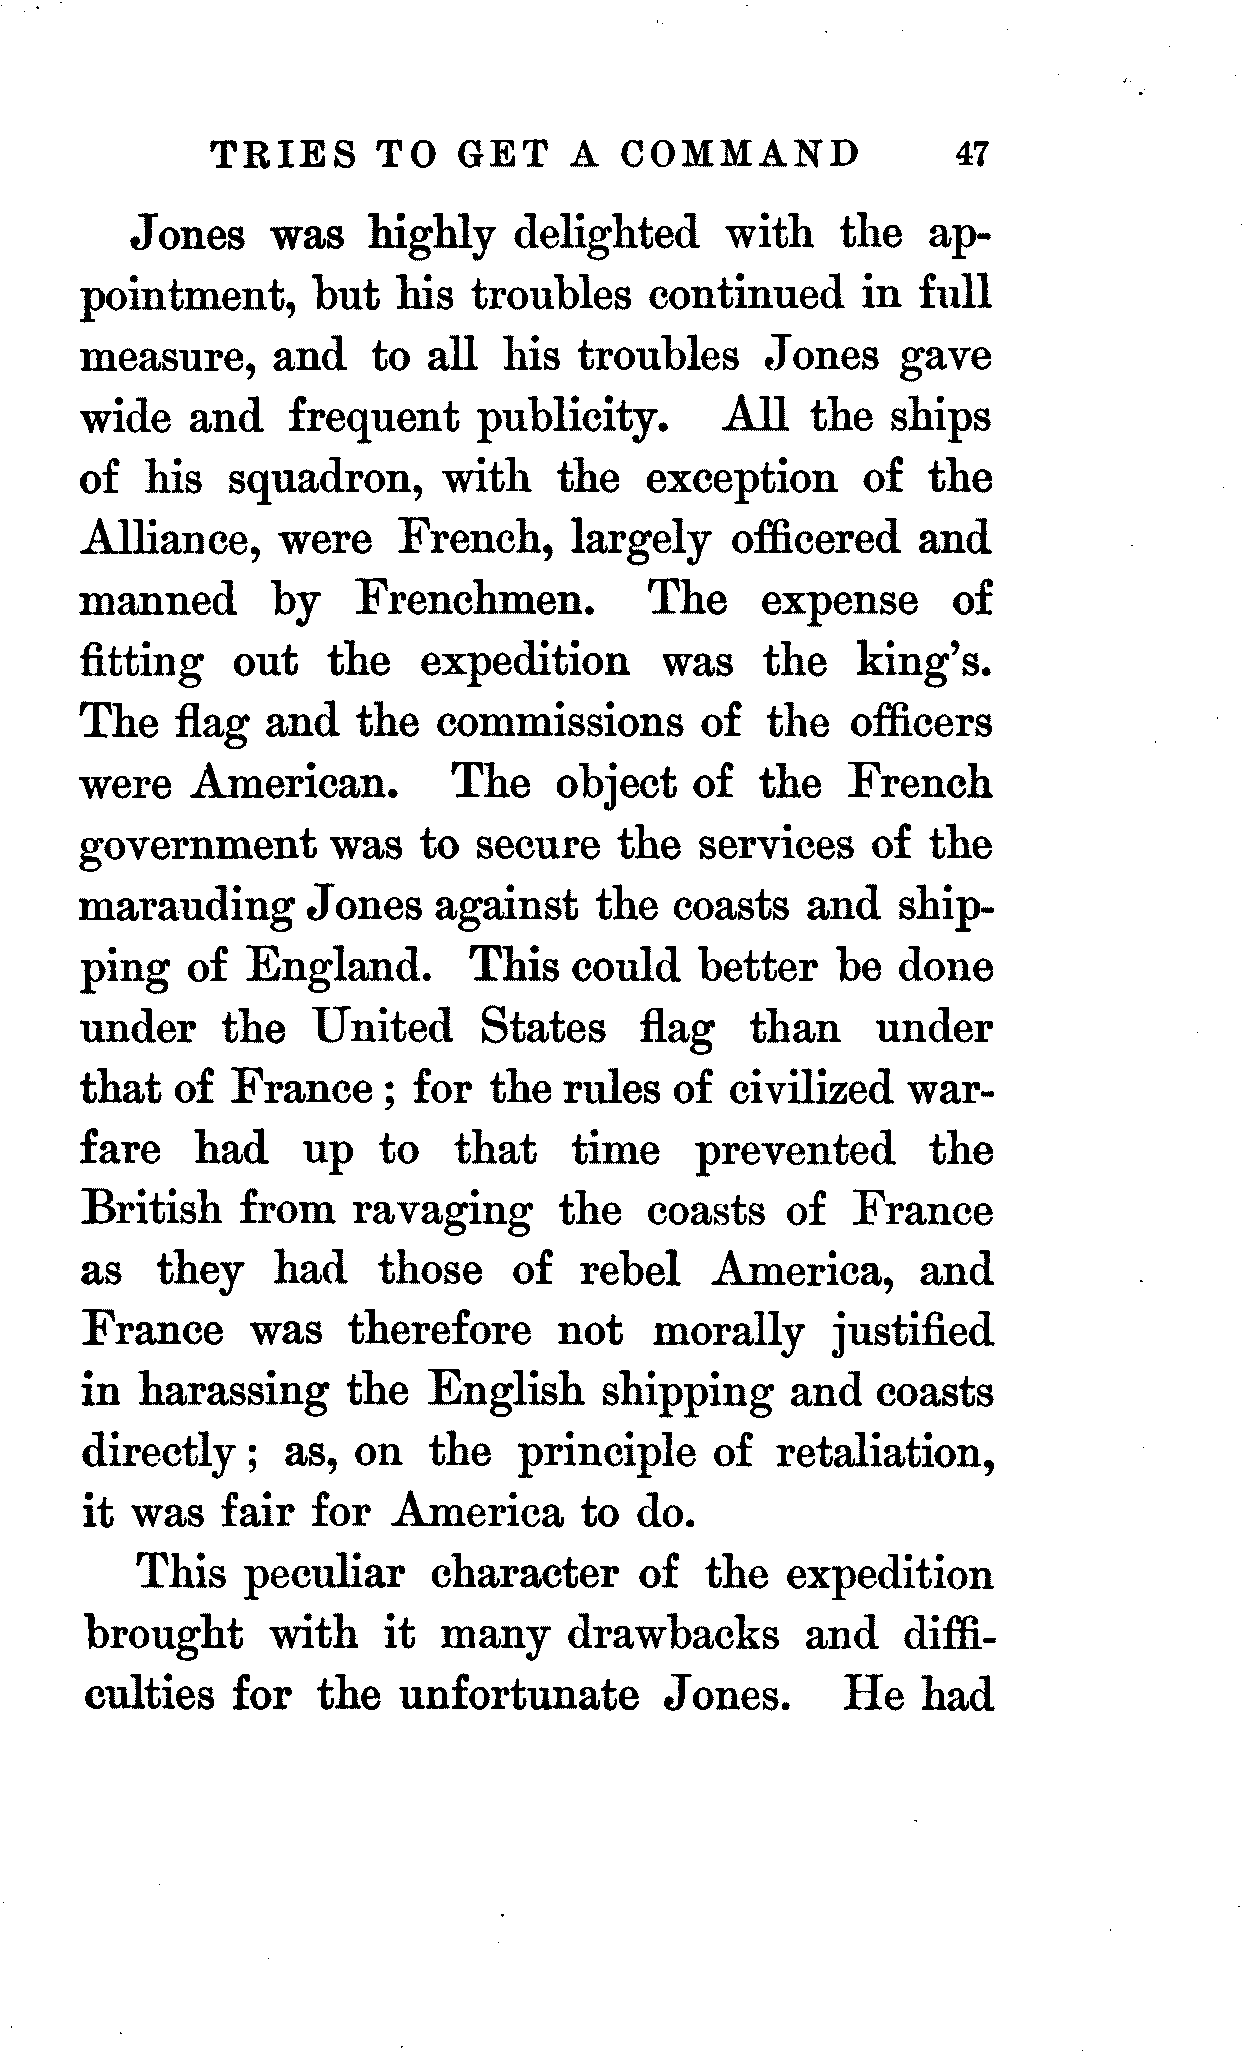 TRIES TO GET A COMMAND 47
Jones was highly delighted with the ap-
pointment, but his troubles continued in full
measure, and to all his troubles Jones gave
wide and frequent publicity. All the ships
of his squadron, with the exception of the
Alliance, were French, largely officered and
manned by Frenchmen. The expense of
fitting out the expedition was the king's.
The flag and the commissions of the officers
were American. The object of the French
government was to secure the services of the
marauding Jones against the coasts and ship-
ping of England. This could better be done
under the United States flag than under
that of France ; for the rules of civilized war-
fare had up to that time prevented the
British from ravaging the coasts of France
as they had those of rebel America, and
France was therefore not morally justified
in harassing the English shipping and coasts
directly ; as, on the principle of retaliation,
it was fair for America to do.
This peculiar character of the expedition
brought with it many drawbacks and diffi-
culties for the unfortunate Jones. He had